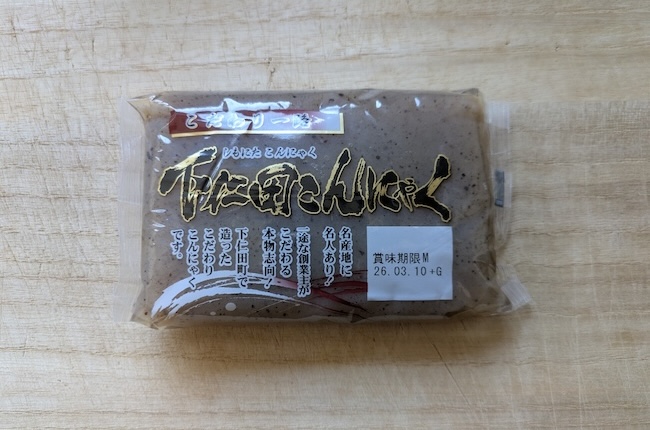 こだわり一途
しもにた こんにゃく
下仁田こんにゃく
名産地に
名人あり!
一途な創業主が
こだわる
本物志向!
下仁田町で
造った
こだわり
こんにゃく
です。
賞味期限M
26.03.10+G